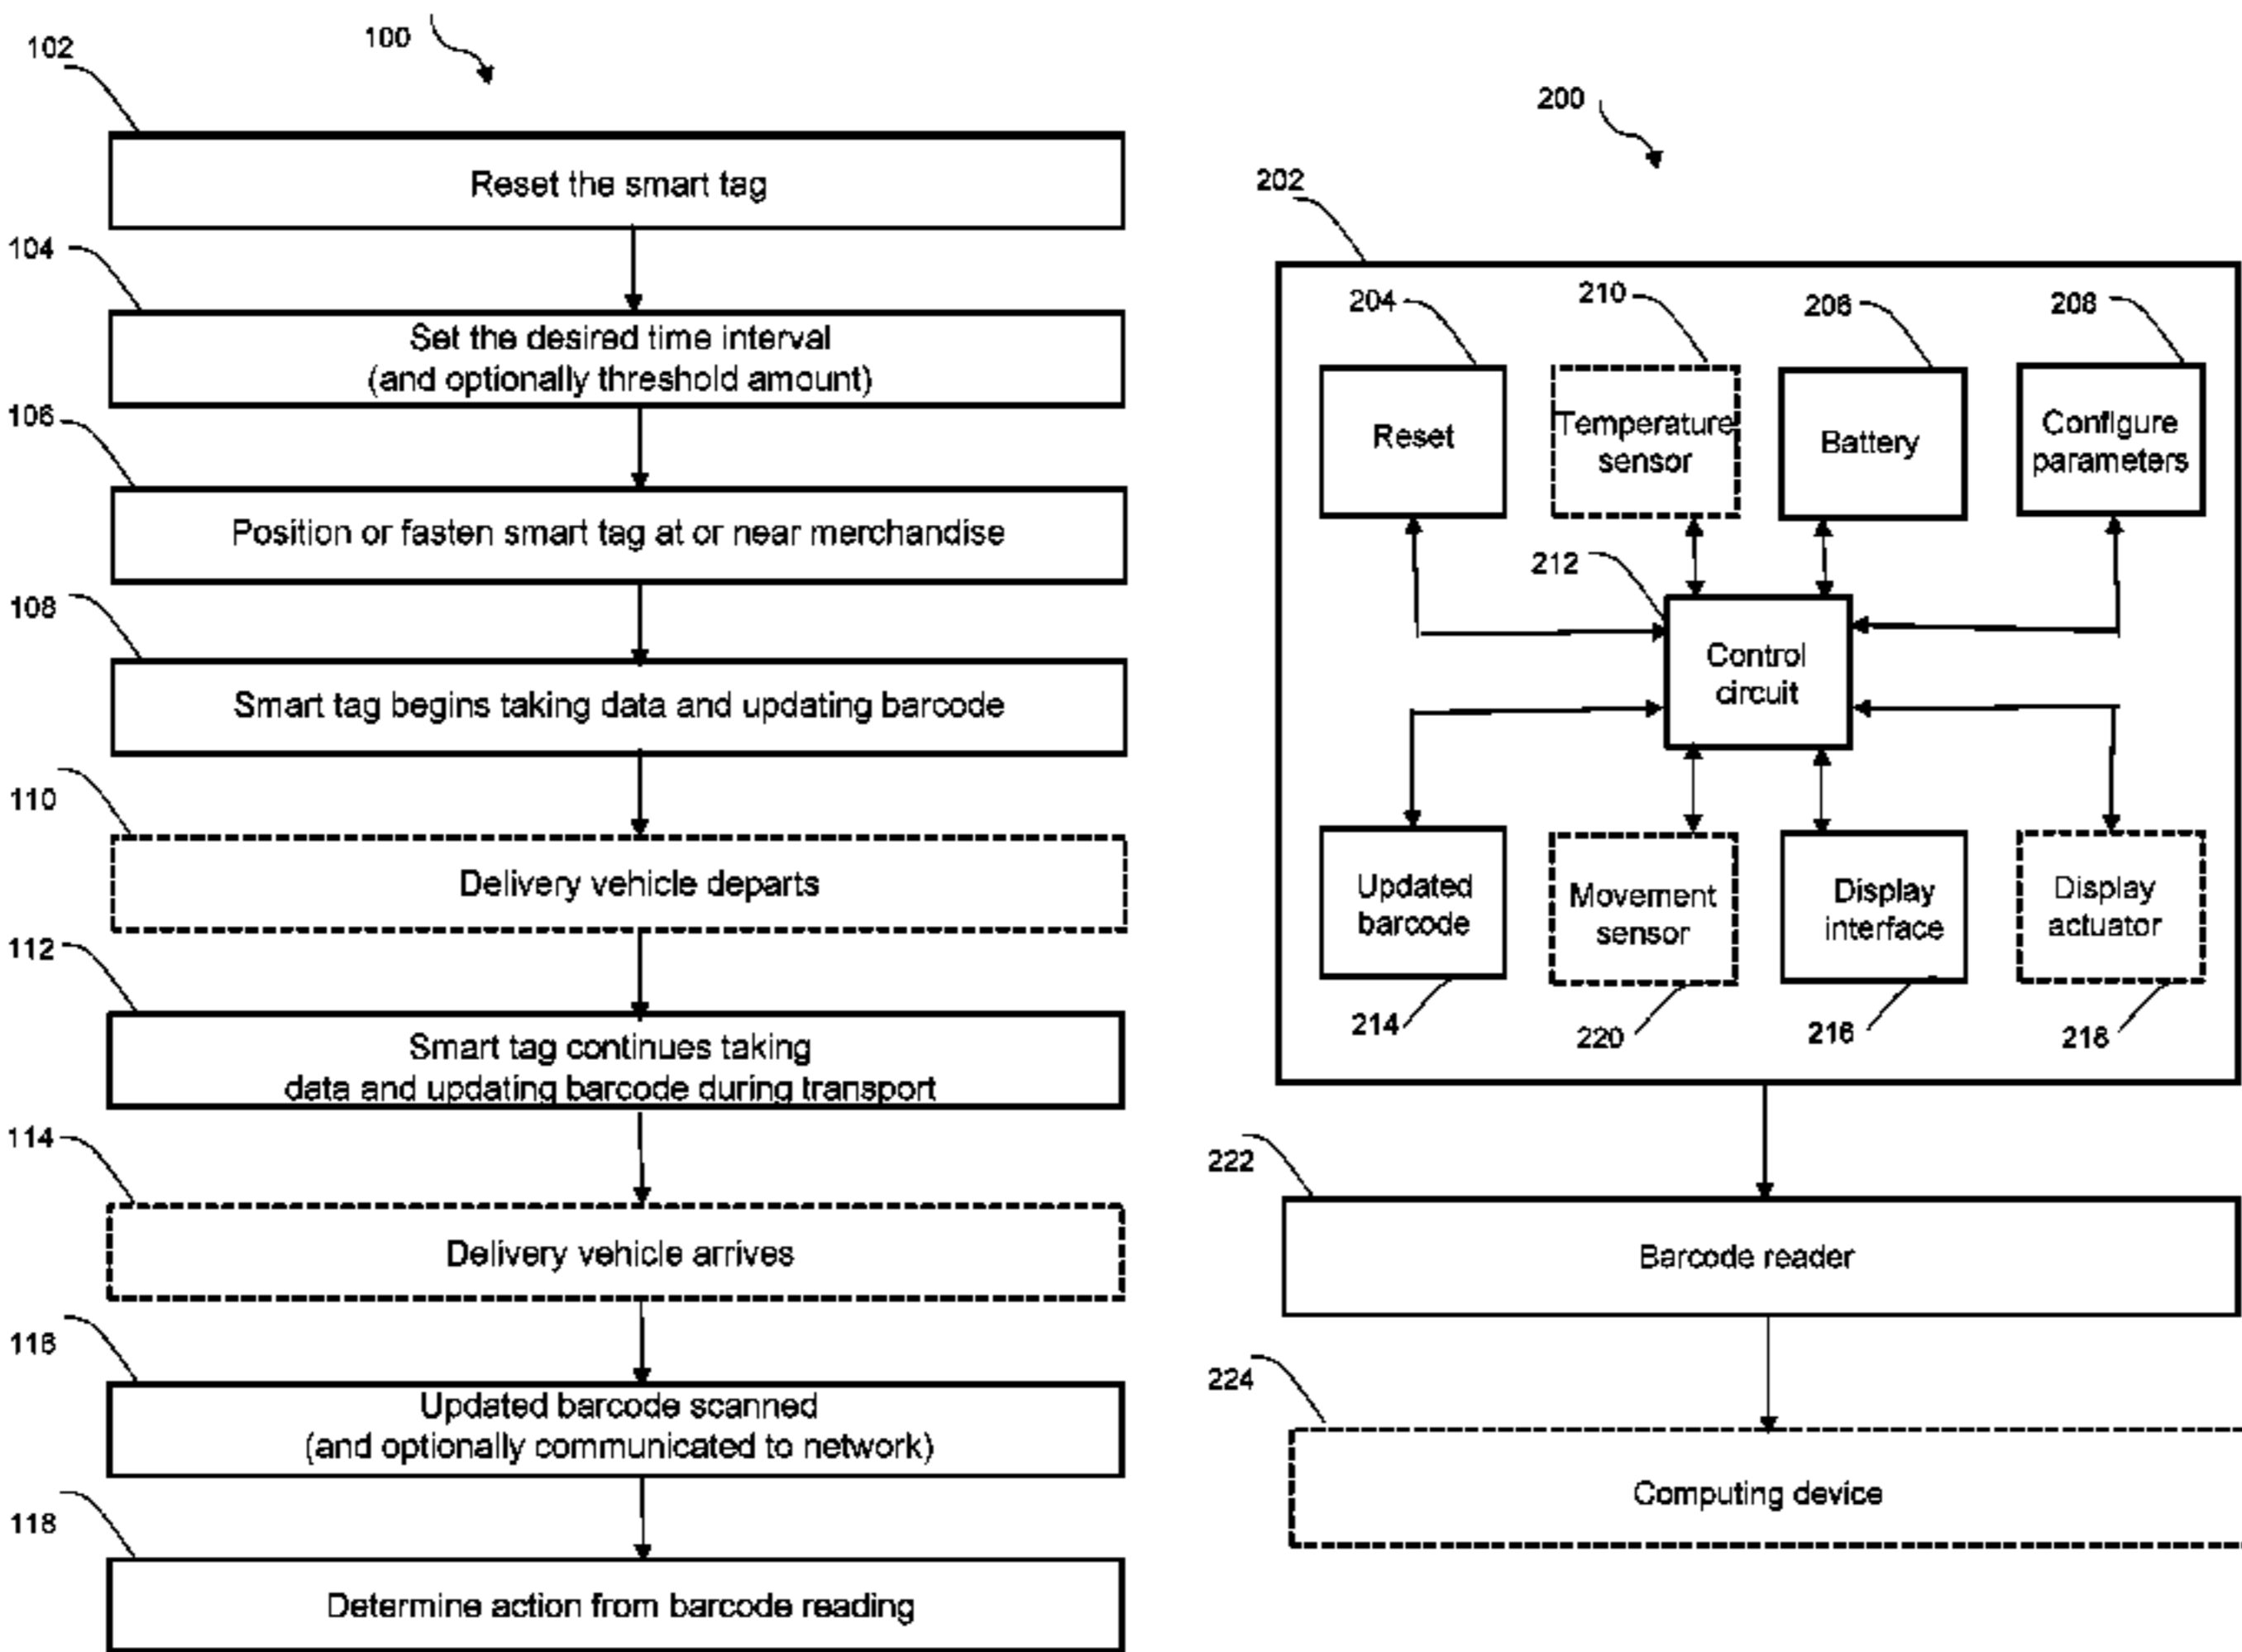 100
102
Reset the smart tag
104
Set the desired time interval
(and optionally threshold amount)
106
Position or fasten smart tag at or near merchandise
108
Smart tag begins taking data and updating barcode
110
Delivery vehicle departs
112
Smart tag continues taking
data and updating barcode during transport
114
Delivery vehicle arrives
116
Updated barcode scanned
(and optionally communicated to network)
118
Determine action from barcode reading
200
202
204
210
206
208
Reset
Temperature
sensor
Battery
Configure
parameters
212
Control
circuit
Updated
barcode
Movement
sensor
Display
interface
Display
actuator
214
220
216
218
222
Barcode reader
224
Computing device